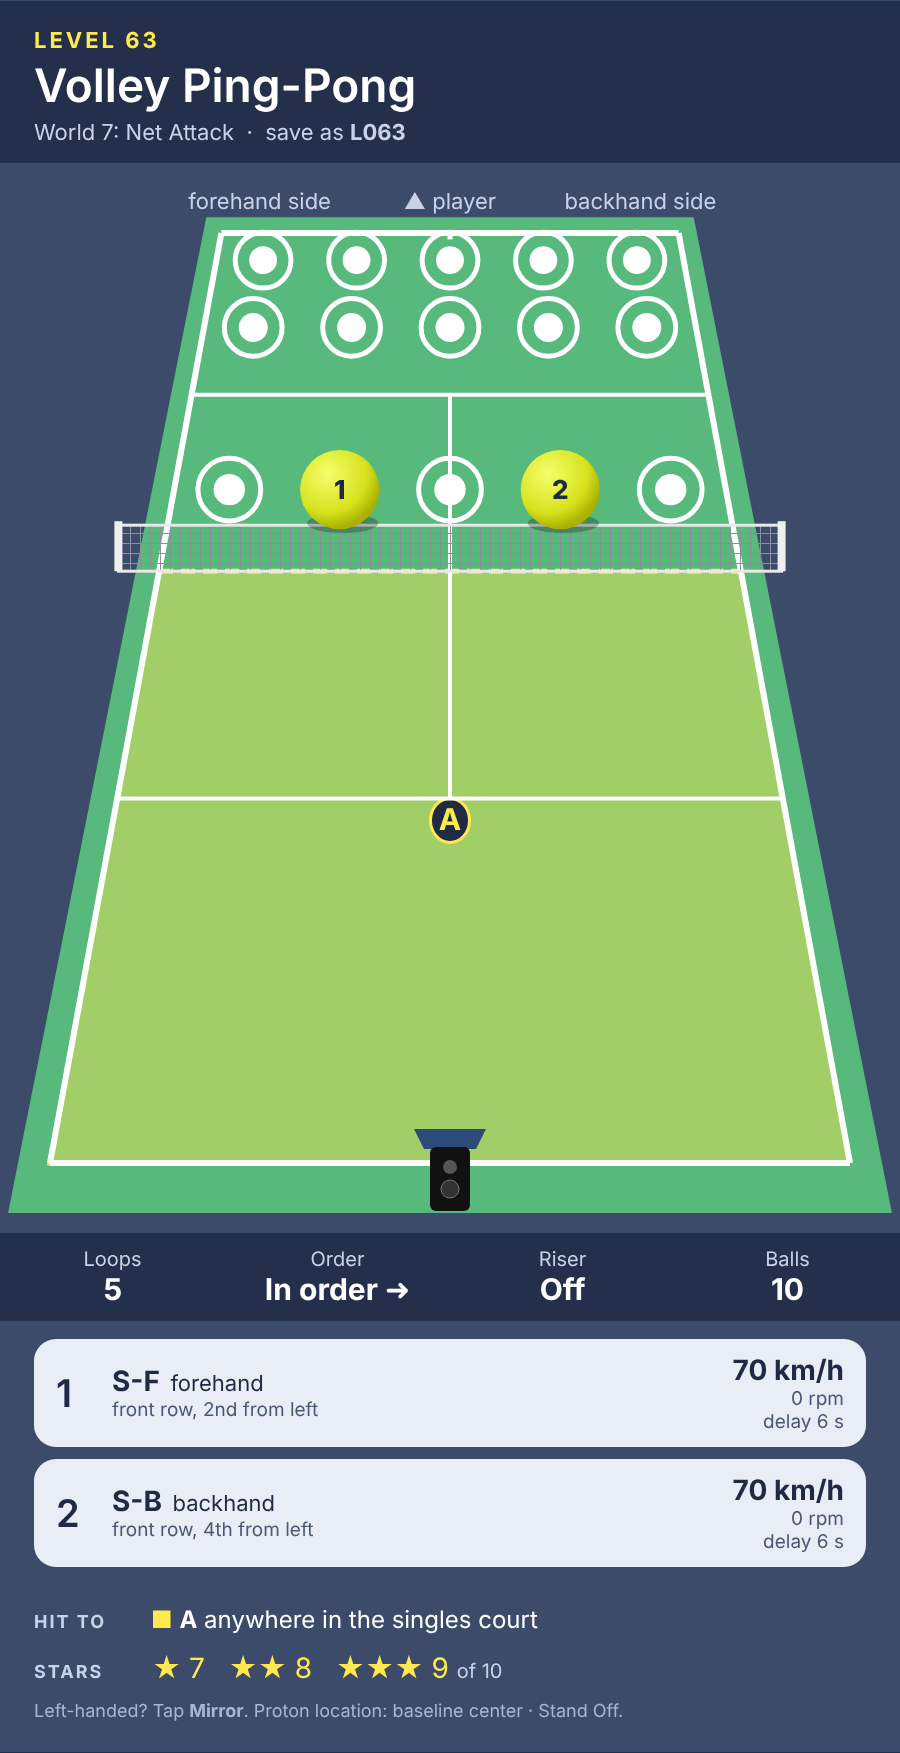 LEVEL 63
Volley Ping-Pong
World 7: Net Attack · save as L063
forehand side ▲ player backhand side
1 2
A
Loops Order Riser Balls
5 In order ➔ Off 10
1 S-F forehand 70 km/h
front row, 2nd from left 0 rpm
delay 6 s
2 S-B backhand 70 km/h
front row, 4th from left 0 rpm
delay 6 s
HIT TO ■ A anywhere in the singles court
STARS ★ 7 ★★ 8 ★★★ 9 of 10
Left-handed? Tap Mirror. Proton location: baseline center · Stand Off.